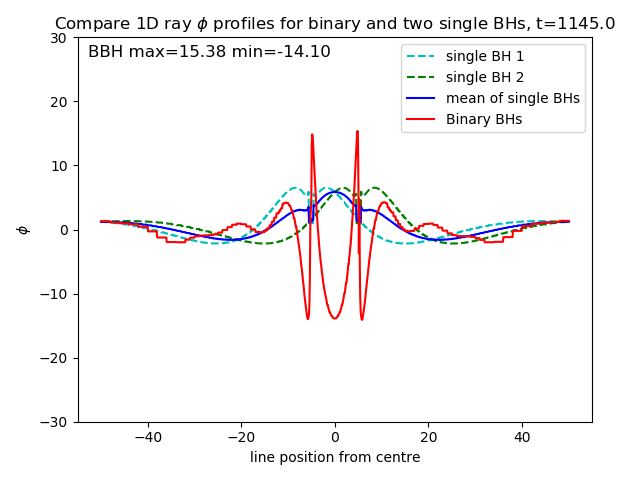 Compare 1D ray ϕ profiles for binary and two single BHs, t=1145.0
BBH max=15.38 min=-14.10
single BH 1
single BH 2
mean of single BHs
Binary BHs
30
20
10
0
−10
−20
−30
ϕ
−40 −20 0 20 40
line position from centre